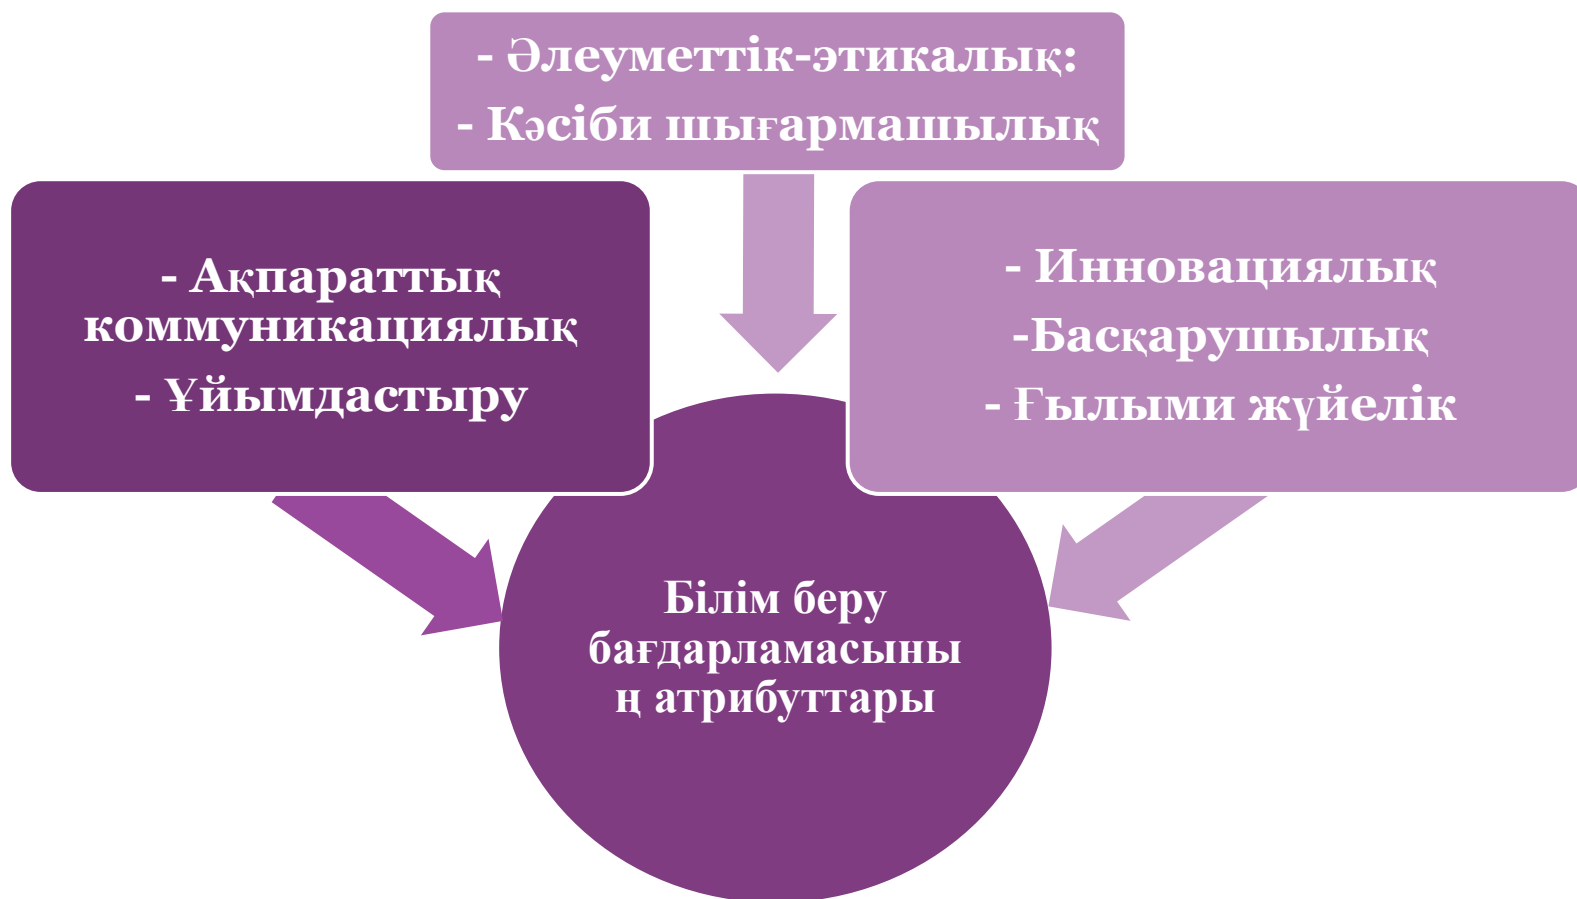 - Әлеуметтік-этикалық:
- Кәсіби шығармашылық
- Ақпараттық
коммуникациялық
- Ұйымдастыру
- Инновациялық
-Басқарушылық
- Ғылыми жүйелік
Білім беру
бағдарламасыны
ң атрибуттары